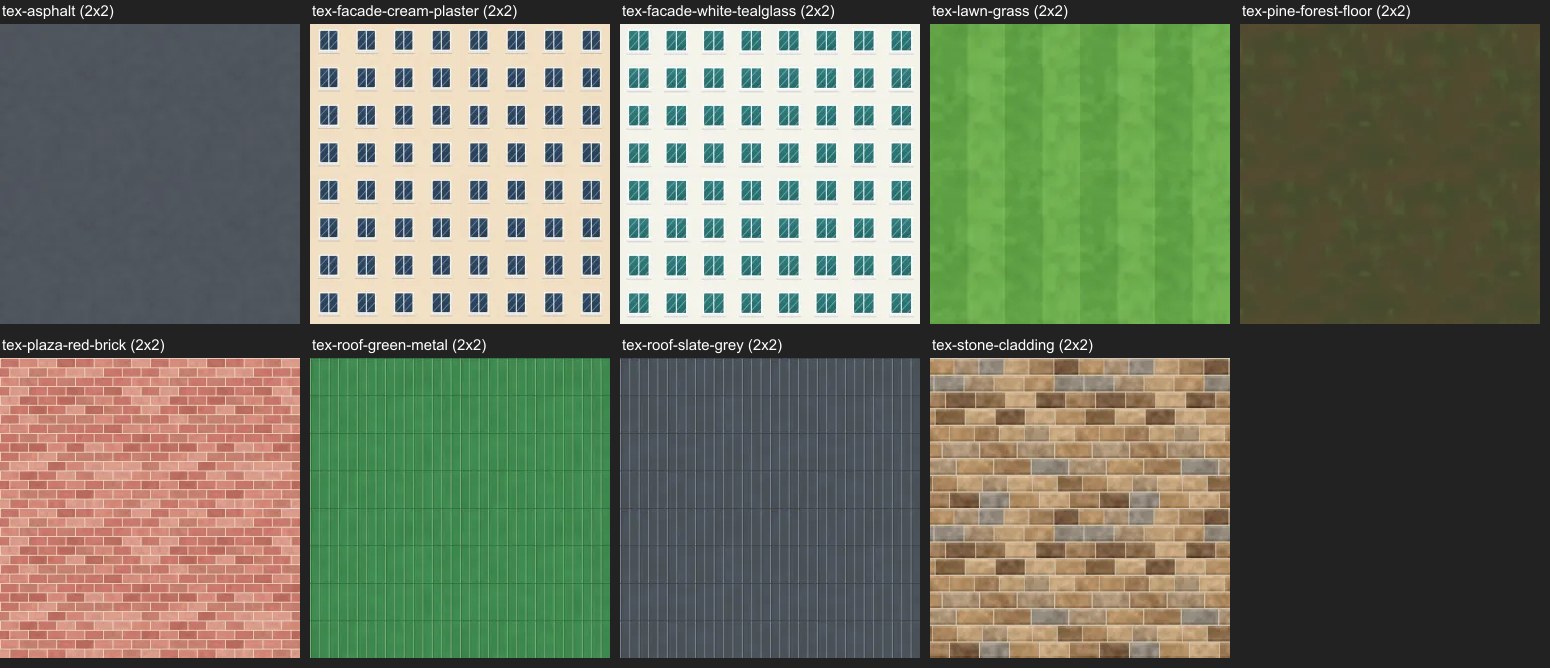 tex-asphalt (2x2)
tex-facade-cream-plaster (2x2)
tex-facade-white-tealglass (2x2)
tex-lawn-grass (2x2)
tex-pine-forest-floor (2x2)
tex-plaza-red-brick (2x2)
tex-roof-green-metal (2x2)
tex-roof-slate-grey (2x2)
tex-stone-cladding (2x2)